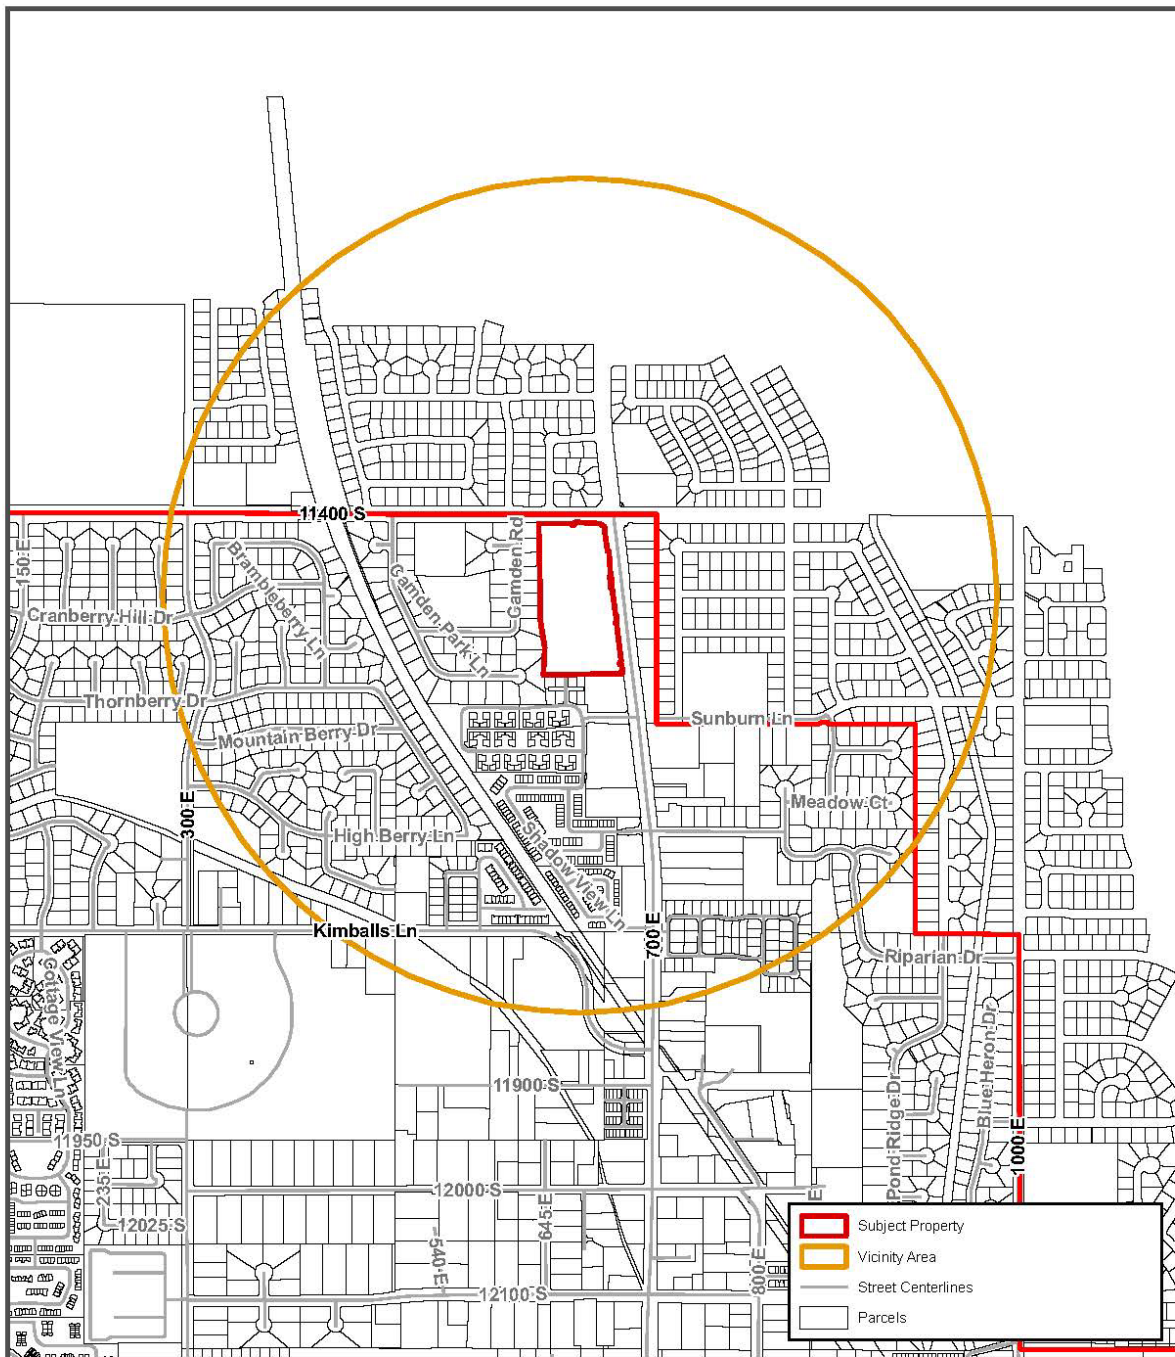 11400 S
150 E
Brambleberry Ln
Camden Park Ln
Camden Rd
Cranberry Hill Dr
Thornberry Dr
Mountain Berry Dr
Sunburn Ln
300 E
High Berry Ln
Shadow View Ln
Meadow Ct
Kimballs Ln
700 E
Riparian Dr
Cottage View Ln
Blue Heron Dr
11900 S
Pond Ridge Dr
1000 E
11950 S
235 E
12000 S
645 E
E
12025 S
540 E
800 E
12100 S
Subject Property
Vicinity Area
Street Centerlines
Parcels